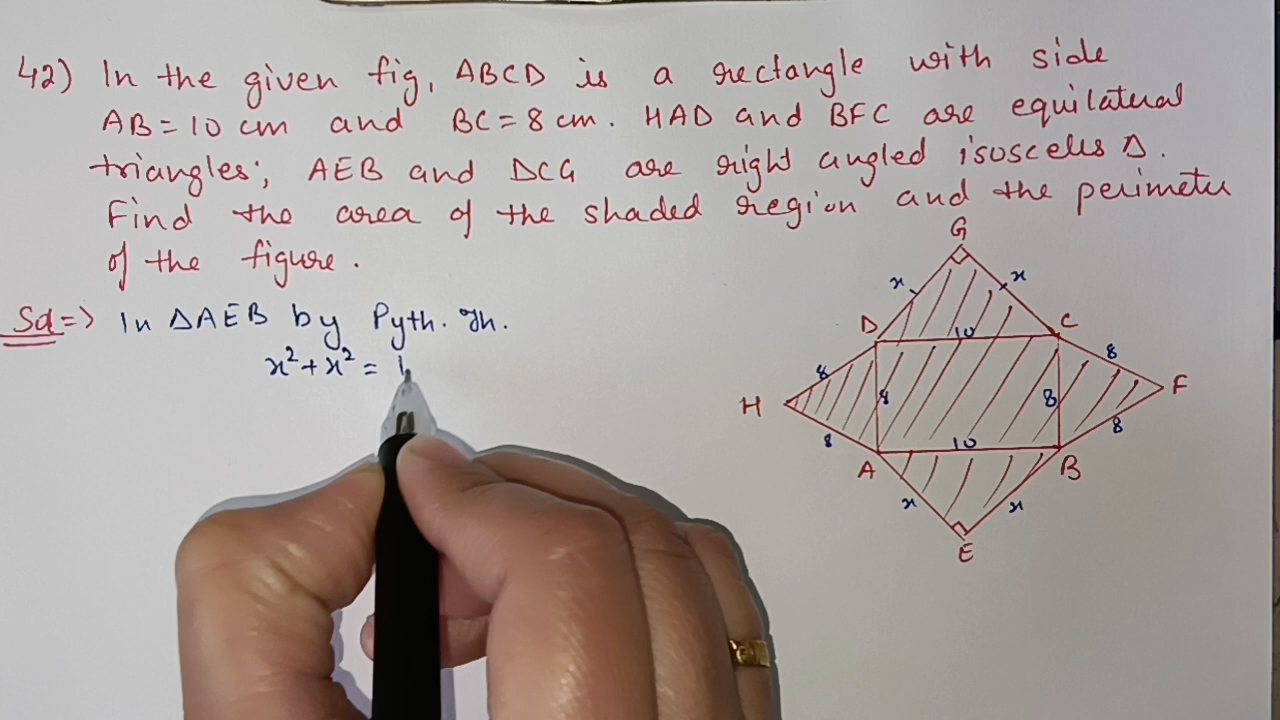 42) In the given fig, ABCD is a rectangle with side
AB = 10 cm and BC = 8 cm. HAD and BFC are equilateral
triangles; AEB and DCG are right angled isosceles Δ.
Find the area of the shaded region and the perimeter
of the figure.
G
x x
Sol => In ΔAEB by Pyth. Th.
D 10 C
x² + x² = 1
8 8
H 8 8 F
8 8
10
A B
x x
E